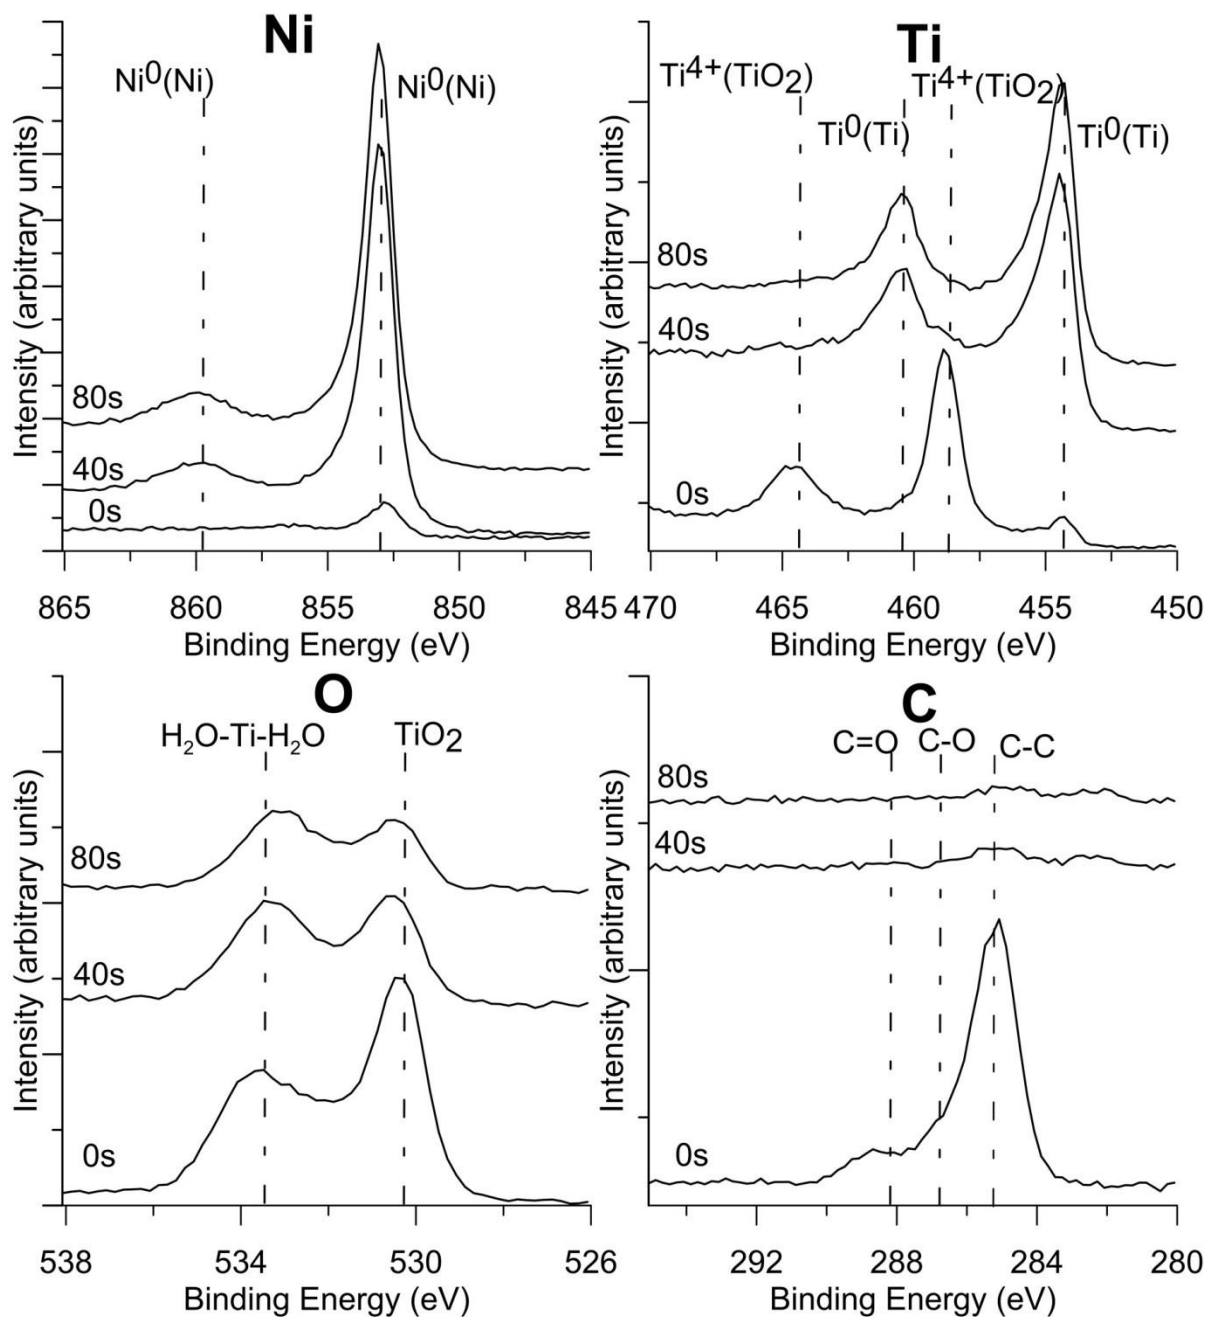 Ni
Ni⁰(Ni)
Ni⁰(Ni)
80s
40s
0s
Intensity (arbitrary units)
865 860 855 850 845
Binding Energy (eV)
Ti
Ti⁴⁺(TiO₂)
Ti⁴⁺(TiO₂)
Ti⁰(Ti)
Ti⁰(Ti)
80s
40s
0s
Intensity (arbitrary units)
470 465 460 455 450
Binding Energy (eV)
O
H₂O-Ti-H₂O
TiO₂
80s
40s
0s
Intensity (arbitrary units)
538 534 530 526
Binding Energy (eV)
C
C=O C-O C-C
80s
40s
0s
Intensity (arbitrary units)
292 288 284 280
Binding Energy (eV)